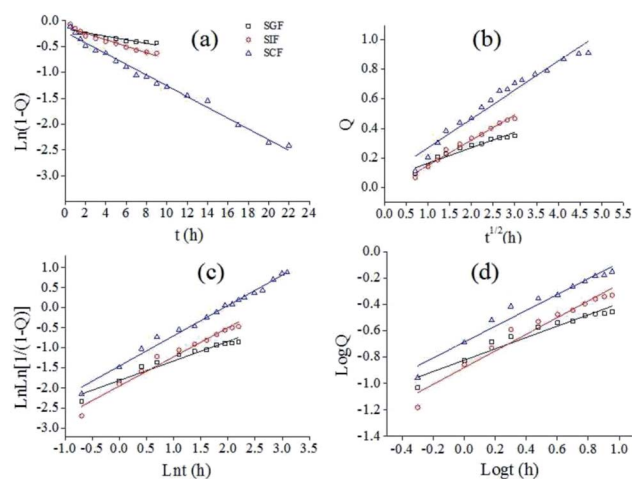 (a)
SGF
SIF
SCF
0.0
-0.5
-1.0
-1.5
-2.0
-2.5
-3.0
Ln(1-Q)
0 2 4 6 8 10 12 14 16 18 20 22 24
t (h)
(b)
1.0
0.8
0.6
0.4
0.2
0.0
Q
0.0 0.5 1.0 1.5 2.0 2.5 3.0 3.5 4.0 4.5 5.0 5.5
t^1/2(h)
(c)
1.0
0.5
0.0
-0.5
-1.0
-1.5
-2.0
-2.5
-3.0
LnLn[1/(1-Q)]
-1.0 -0.5 0.0 0.5 1.0 1.5 2.0 2.5 3.0 3.5
Lnt (h)
(d)
0.0
-0.2
-0.4
-0.6
-0.8
-1.0
-1.2
-1.4
LogQ
-0.4 -0.2 0.0 0.2 0.4 0.6 0.8 1.0
Logt (h)